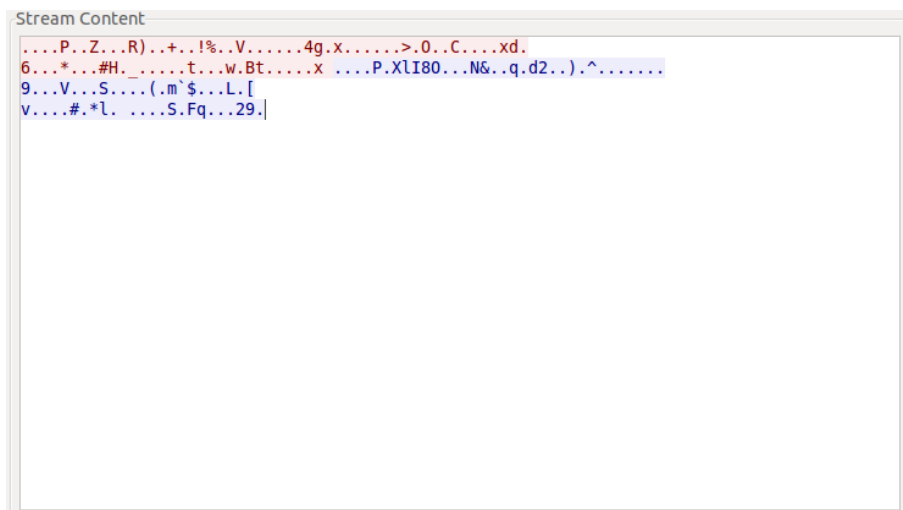 Stream Content
....P..Z...R)..+..!%..V......4g.x......>.O..C....xd.
6...*...#H._.....t...w.Bt.....x ....P.XlI8O...N&..q.d2..).^.......
9...V...S....(.m`$...L.[
v....#.*l. ....S.Fq...29.